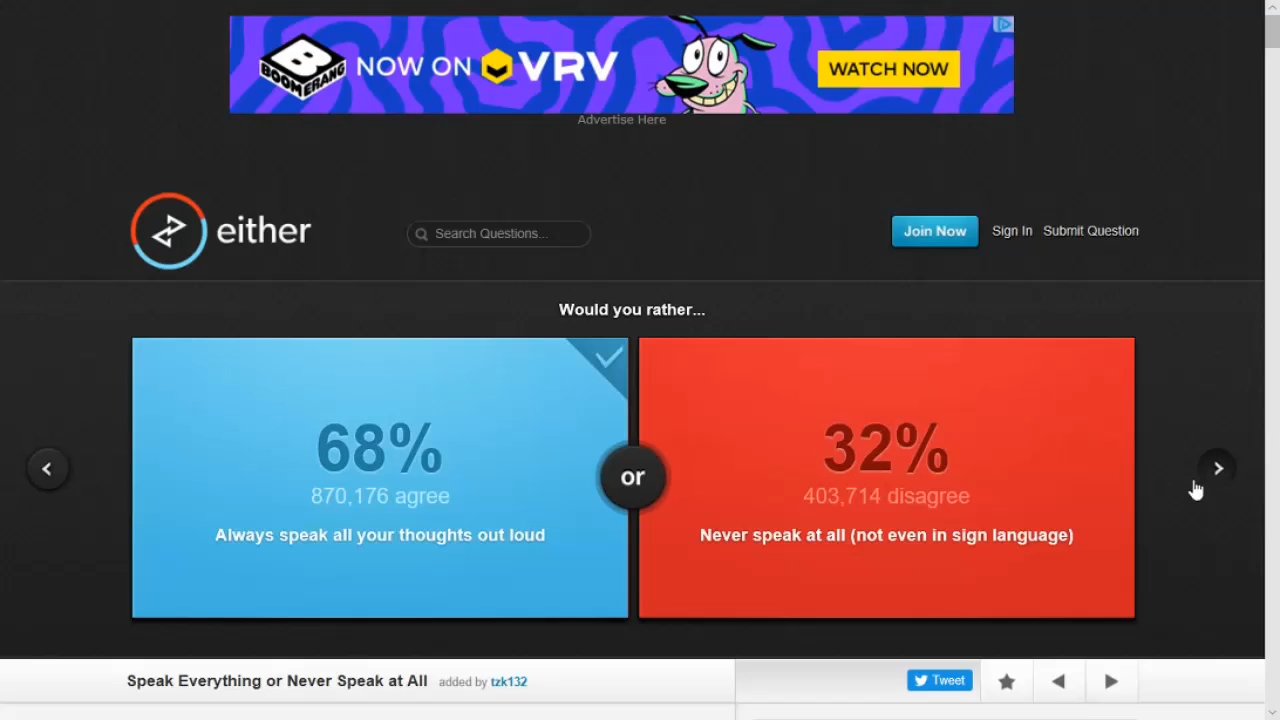 BOOMERANG NOW ON VRV WATCH NOW
Advertise Here
either Search Questions... Join Now Sign In Submit Question
Would you rather...
68%
870,176 agree
Always speak all your thoughts out loud
or
32%
403,714 disagree
Never speak at all (not even in sign language)
Speak Everything or Never Speak at All added by tzk132 Tweet